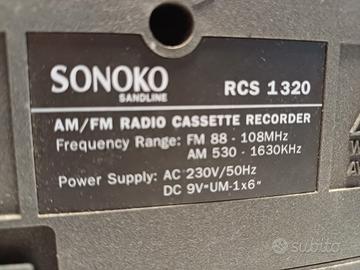 SONOKO RCS 1320
SANDLINE
AM/FM RADIO CASSETTE RECORDER
Frequency Range: FM 88 - 108MHz
AM 530 - 1630KHz
Power Supply: AC 230V/50Hz
DC 9V "UM-1x6"
subito